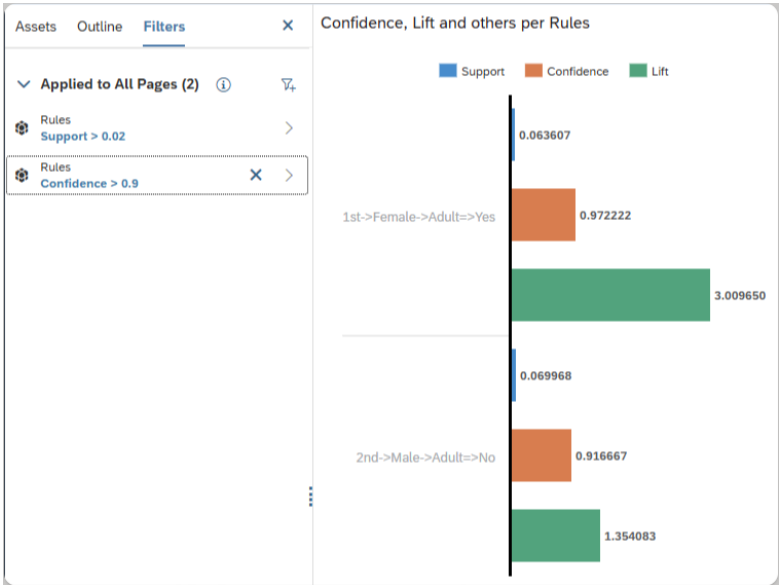 Assets Outline Filters
Applied to All Pages (2)
Rules
Support > 0.02
Rules
Confidence > 0.9
Confidence, Lift and others per Rules
Support Confidence Lift
1st->Female->Adult=>Yes
0.063607
0.972222
3.009650
2nd->Male->Adult=>No
0.069968
0.916667
1.354083